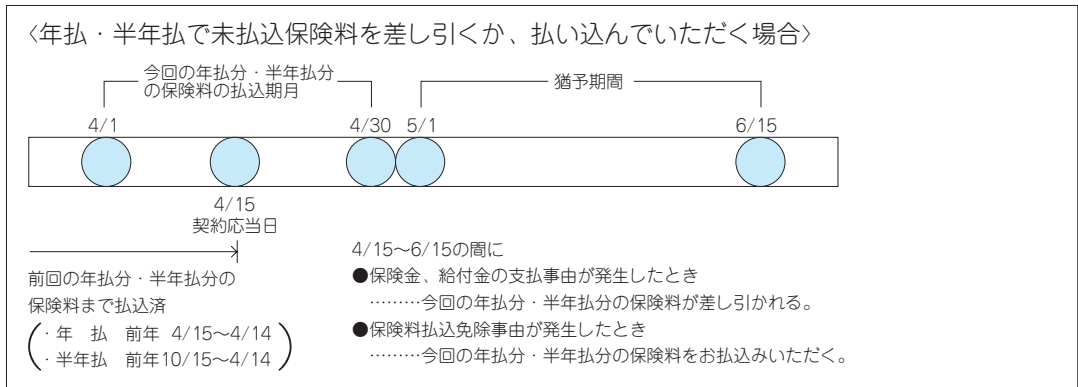 〈年払・半年払で未払込保険料を差し引くか、払い込んでいただく場合〉
今回の年払分・半年払分
の保険料の払込期月
猶予期間
4/1
4/30
5/1
6/15
4/15
契約応当日
前回の年払分・半年払分の
保険料まで払込済
・年　払　前年 4/15～4/14
・半年払　前年10/15～4/14
4/15～6/15の間に
●保険金、給付金の支払事由が発生したとき
………今回の年払分・半年払分の保険料が差し引かれる。
●保険料払込免除事由が発生したとき
………今回の年払分・半年払分の保険料をお払込みいただく。